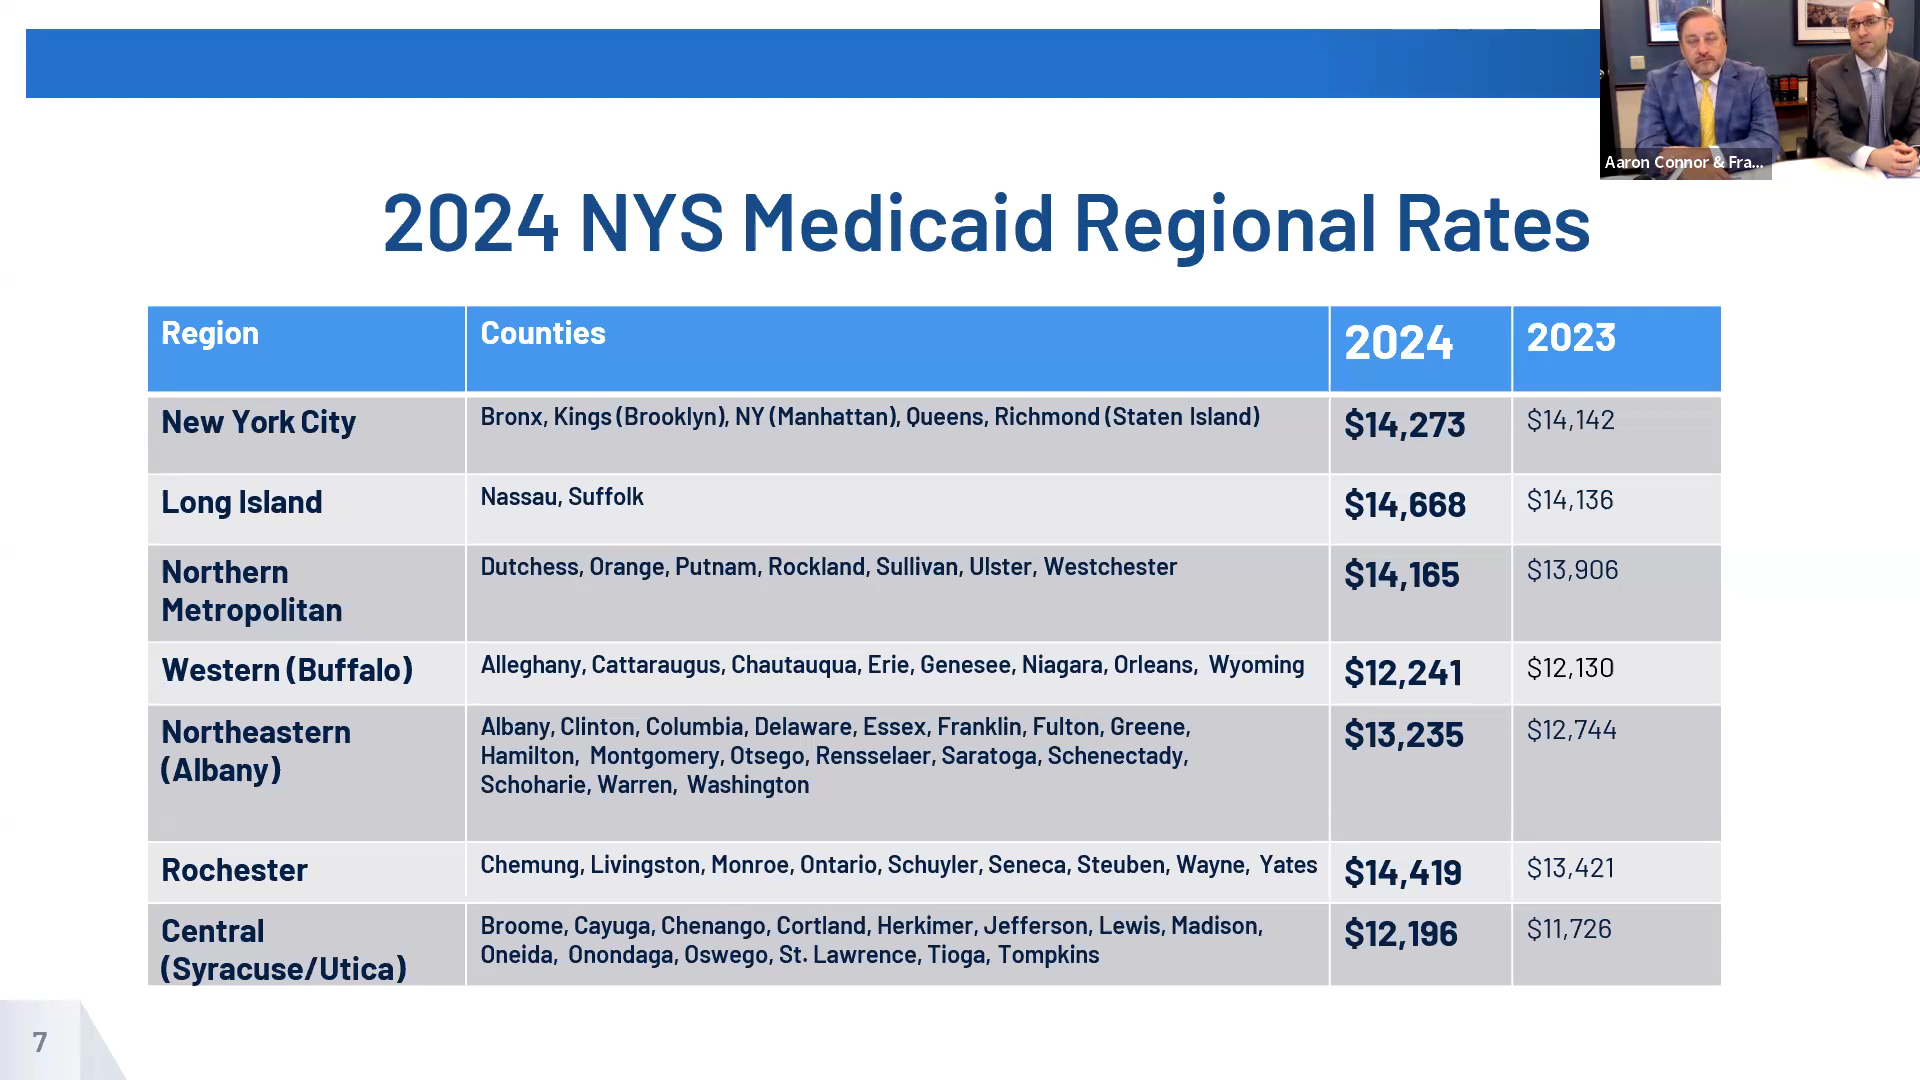 Aaron Connor & Fra...
2024 NYS Medicaid Regional Rates
Region Counties 2024 2023
New York City Bronx, Kings (Brooklyn), NY (Manhattan), Queens, Richmond (Staten Island) $14,273 $14,142
Long Island Nassau, Suffolk $14,668 $14,136
Northern Dutchess, Orange, Putnam, Rockland, Sullivan, Ulster, Westchester $14,165 $13,906
Metropolitan
Western (Buffalo) Alleghany, Cattaraugus, Chautauqua, Erie, Genesee, Niagara, Orleans, Wyoming $12,241 $12,130
Northeastern Albany, Clinton, Columbia, Delaware, Essex, Franklin, Fulton, Greene, $13,235 $12,744
(Albany) Hamilton, Montgomery, Otsego, Rensselaer, Saratoga, Schenectady,
Schoharie, Warren, Washington
Rochester Chemung, Livingston, Monroe, Ontario, Schuyler, Seneca, Steuben, Wayne, Yates $14,419 $13,421
Central Broome, Cayuga, Chenango, Cortland, Herkimer, Jefferson, Lewis, Madison, $12,196 $11,726
(Syracuse/Utica) Oneida, Onondaga, Oswego, St. Lawrence, Tioga, Tompkins
7